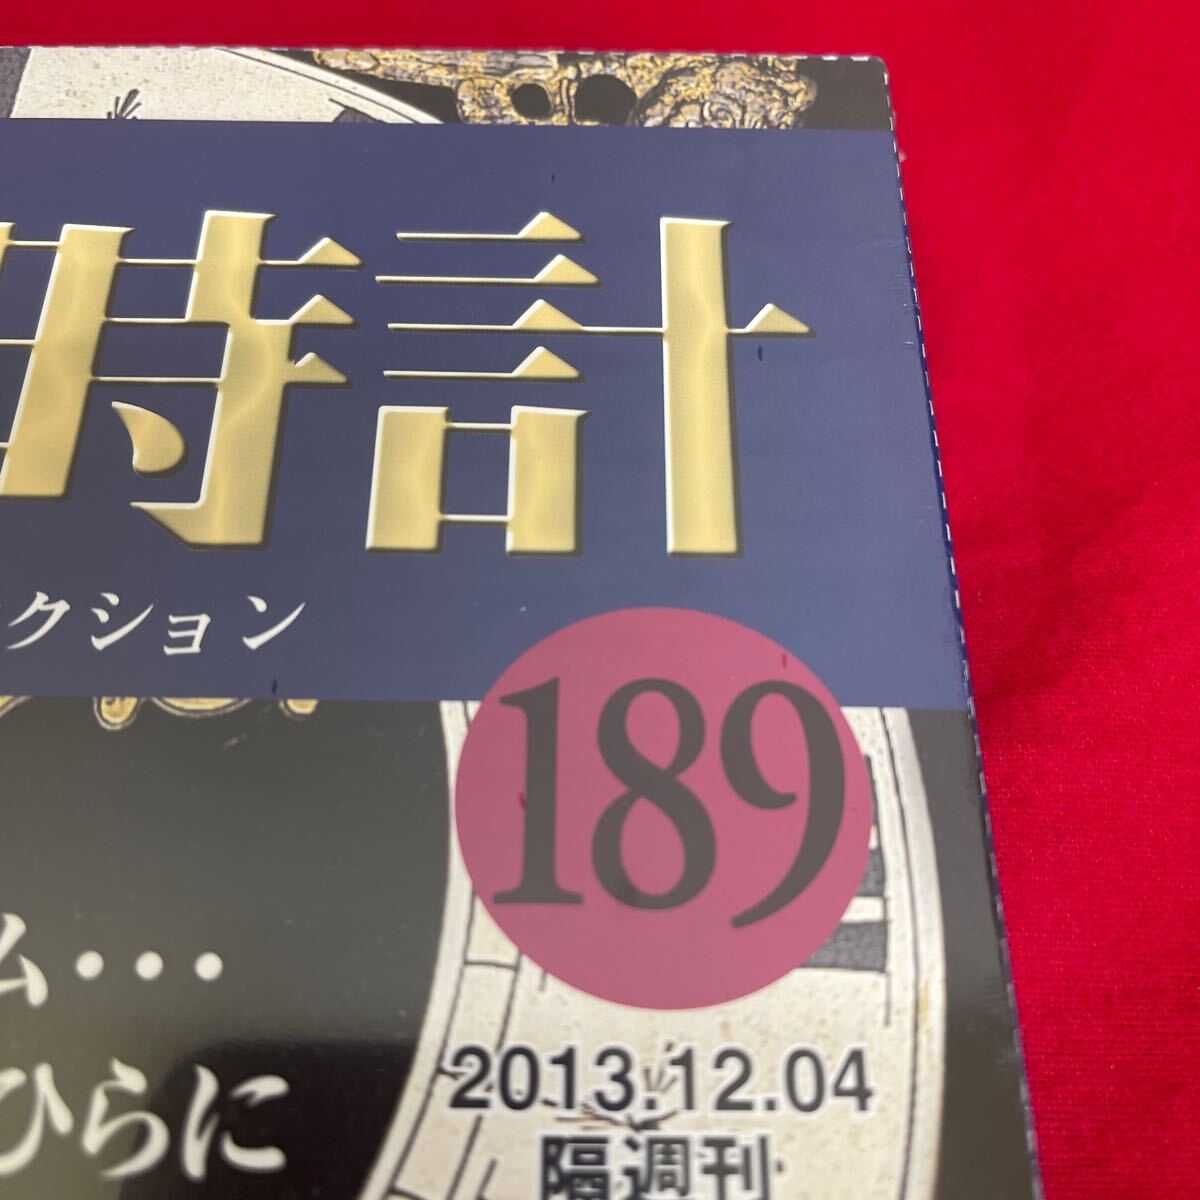 時計
クション
189
ム・・・
ひらに
2013.12.04
隔週刊